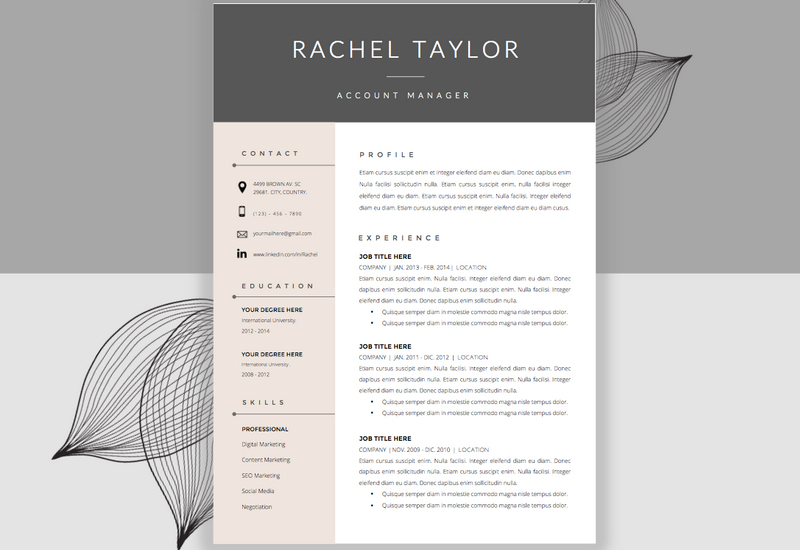 RACHEL TAYLOR
ACCOUNT MANAGER
CONTACT
4499 BROWN AV. SC
29681. CITY, COUNTRY.
(123) – 456 – 7890
yourmailhere@gmail.com
www.linkedin.com/in/Rachel
EDUCATION
YOUR DEGREE HERE
International University.
2012 - 2014
YOUR DEGREE HERE
International University.
2008 - 2012
SKILLS
PROFESSIONAL
Digital Marketing
Content Marketing
SEO Marketing
Social Media
Negotiation
PROFILE
Etiam cursus suscipit enim et integer eleifend diam eu diam. Donec dapibus enim
Nulla facilisi sollicitudin nulla. Etiam cursus suscipit enim, nulla facilisi integer
eleifend diam eu diam. Donec dapibus enim sollicitudin nulla. Nulla facilisi. Integer
diam eu diam. Etiam cursus suscipit enim et integer eleifend diam eu diam cusus.
EXPERIENCE
JOB TITLE HERE
COMPANY | JAN. 2013 - FEB. 2014 | LOCATION
Etiam cursus suscipit enim. Nulla facilisi. Integer eleifend diam eu diam. Donec
dapibus enim sollicitudin nulla. Etiam cursus suscipit enim. Nulla facilisi. Integer
eleifend diam eu diam. Donec dapibus enim sollicitudin nulla.
• Quisque semper diam in molestie commodo magna nisle tempus dolor.
• Quisque semper diam in molestie commodo magna nisle tempus dolor.
JOB TITLE HERE
COMPANY | JAN. 2011 - DIC. 2012 | LOCATION
Etiam cursus suscipit enim. Nulla facilisi. Integer eleifend diam eu diam. Donec
dapibus enim sollicitudin nulla. Etiam cursus suscipit enim. Nulla facilisi. Integer
eleifend diam eu diam. Donec dapibus enim sollicitudin nulla.
• Quisque semper diam in molestie commodo magna nisle tempus dolor.
• Quisque semper diam in molestie commodo magna nisle tempus dolor.
JOB TITLE HERE
COMPANY | NOV. 2009 - DIC. 2010 | LOCATION
Etiam cursus suscipit enim. Nulla facilisi. Integer eleifend diam eu diam. Donec
dapibus enim sollicitudin nulla. Etiam cursus suscipit enim. Nulla facilisi. Integer
eleifend diam eu diam. Donec dapibus enim sollicitudin nulla.
• Quisque semper diam in molestie commodo magna nisle tempus dolor.
• Quisque semper diam in molestie commodo magna nisle tempus dolor.